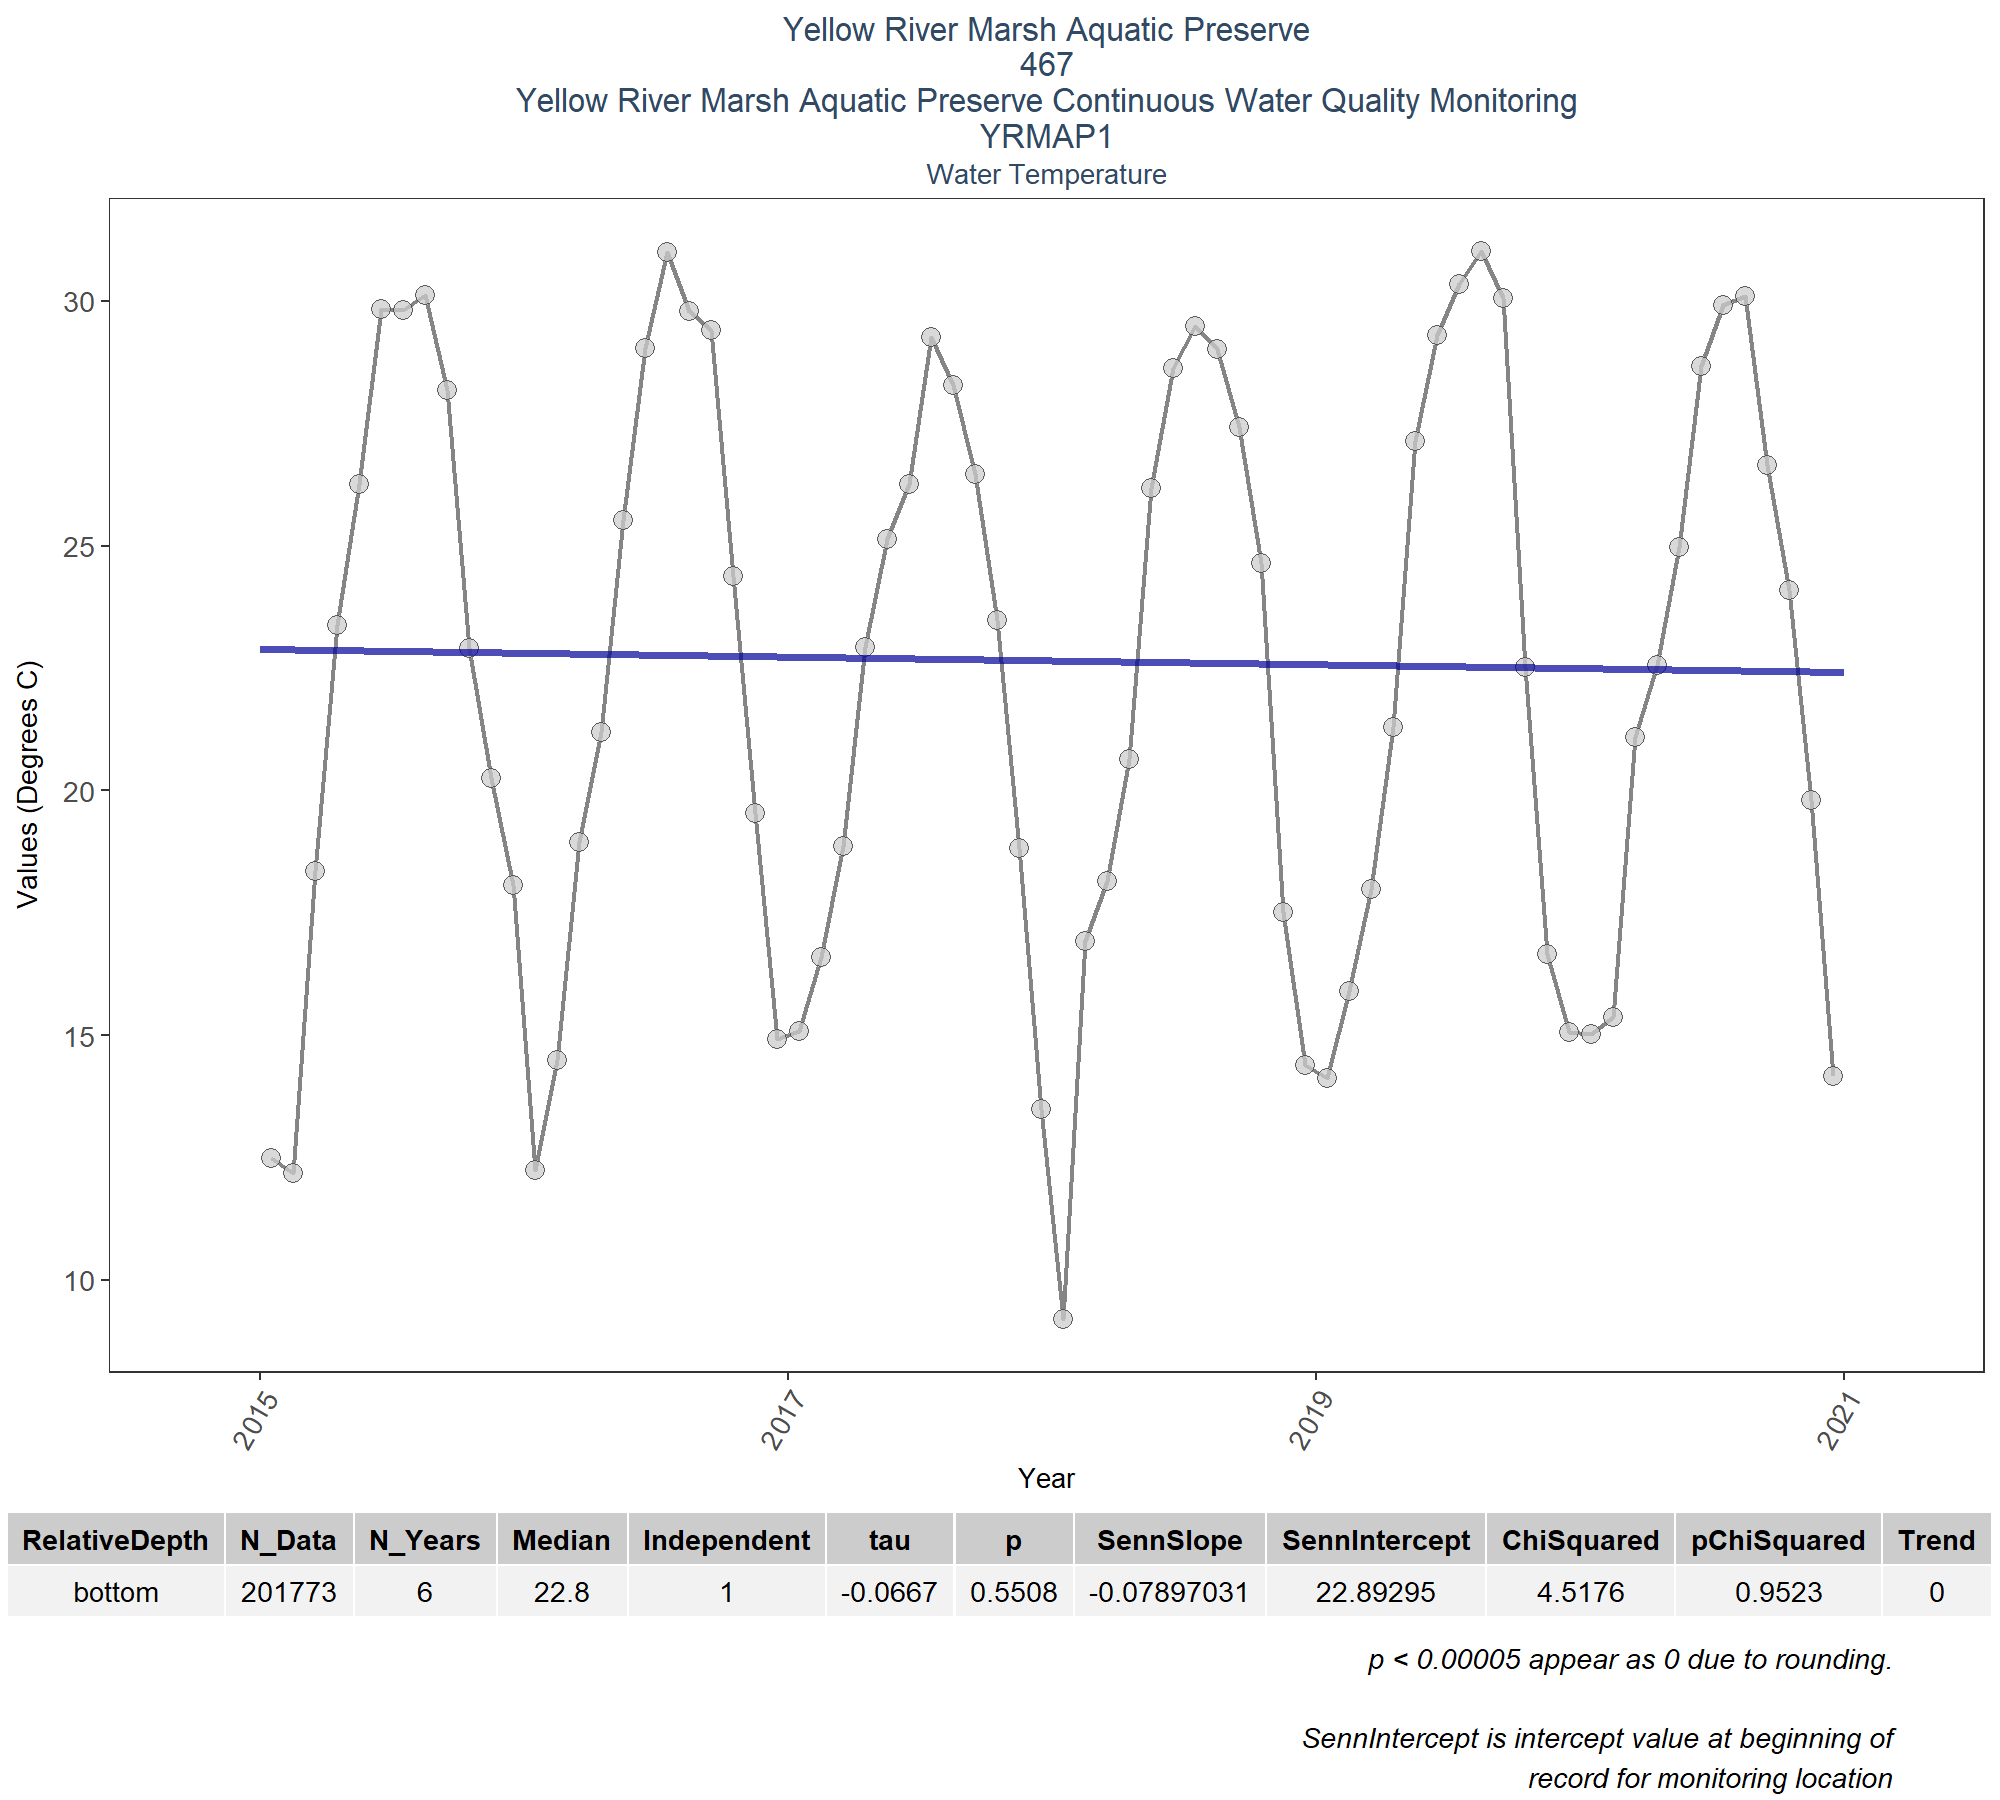 Yellow River Marsh Aquatic Preserve
467
Yellow River Marsh Aquatic Preserve Continuous Water Quality Monitoring
YRMAP1
Water Temperature
Values (Degrees C)
30
25
20
15
10
2015 2017 2019 2021
Year
RelativeDepth N_Data N_Years Median Independent tau p SennSlope SennIntercept ChiSquared pChiSquared Trend
bottom 201773 6 22.8 1 -0.0667 0.5508 -0.07897031 22.89295 4.5176 0.9523 0
p < 0.00005 appear as 0 due to rounding.
SennIntercept is intercept value at beginning of
record for monitoring location